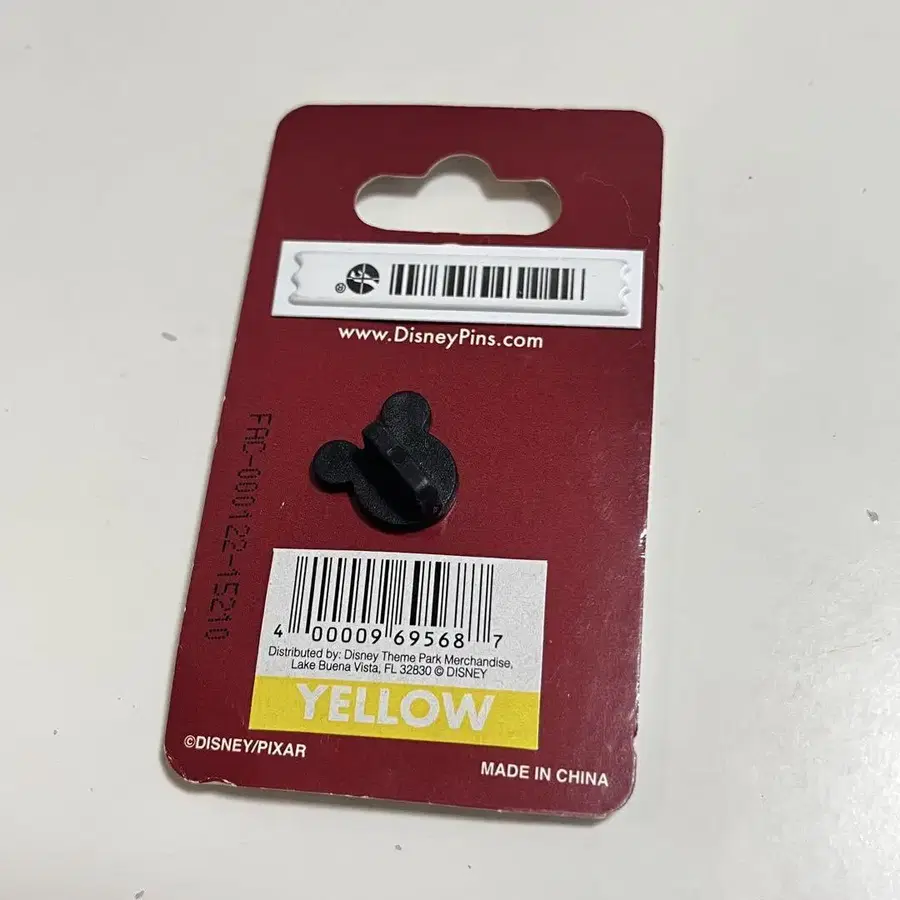 ®
www.DisneyPins.com
FAC-000122-15210
4 00009 69568 7
Distributed by: Disney Theme Park Merchandise,
Lake Buena Vista, FL 32830 © DISNEY
YELLOW
©DISNEY/PIXAR
MADE IN CHINA